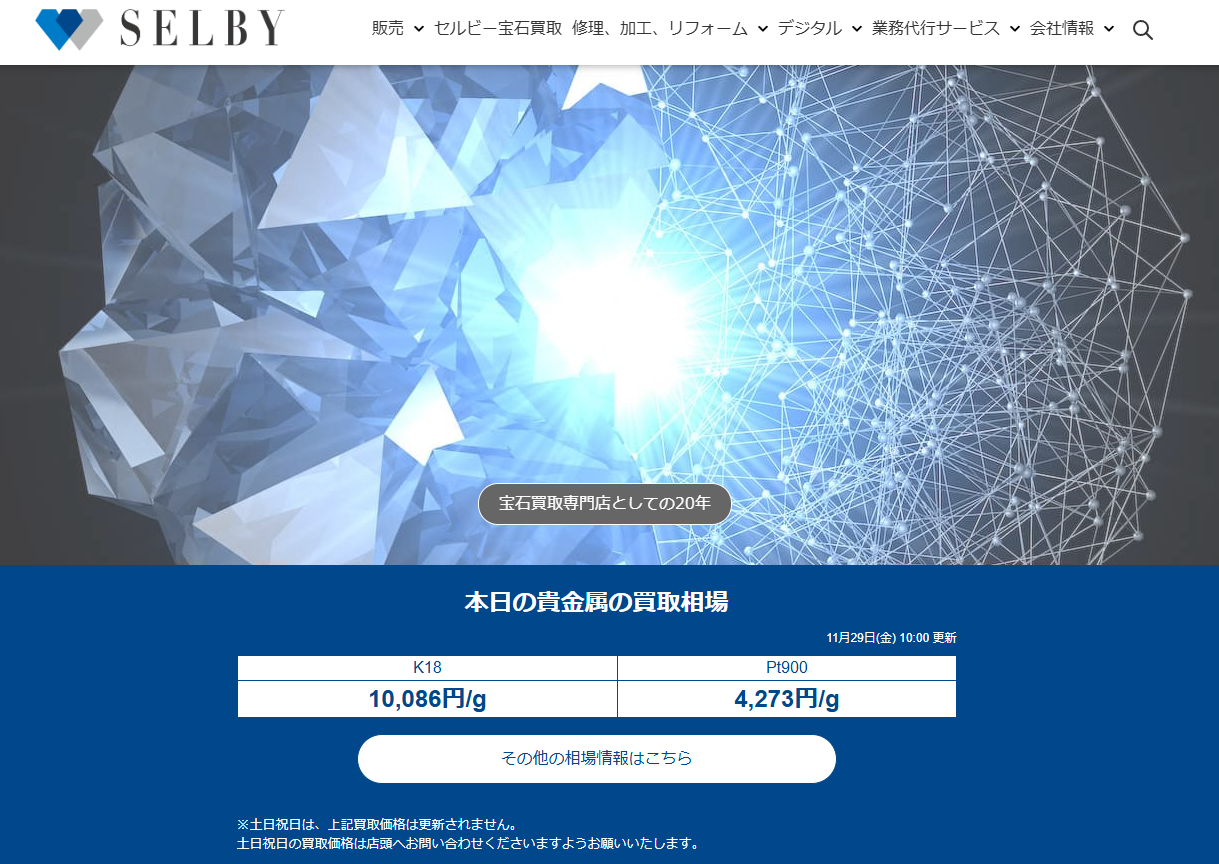 SELBY
販売 セルビー宝石買取 修理、加工、リフォーム デジタル 業務代行サービス 会社情報
宝石買取専門店としての20年
本日の貴金属の買取相場
11月29日(金) 10:00 更新
K18 Pt900
10,086円/g 4,273円/g
その他の相場情報はこちら
※土日祝日は、上記買取価格は更新されません。
土日祝日の買取価格は店頭へお問い合わせくださいますようお願いいたします。